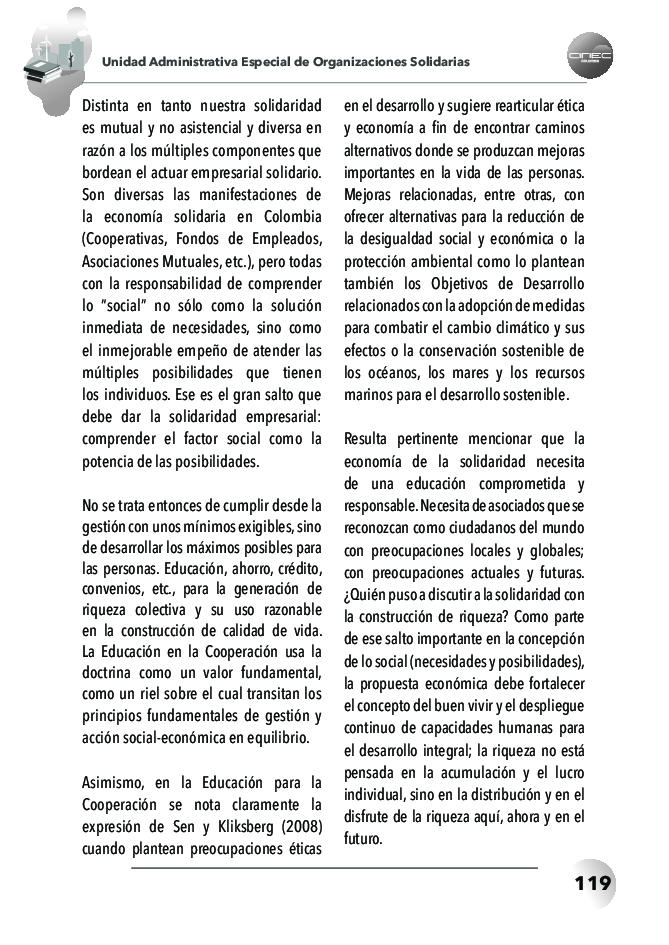 Unidad Administrativa Especial de Organizaciones Solidarias
CINEC
COLOMBIA
Distinta en tanto nuestra solidaridad
es mutual y no asistencial y diversa en
razón a los múltiples componentes que
bordean el actuar empresarial solidario.
Son diversas las manifestaciones de
la economía solidaria en Colombia
(Cooperativas, Fondos de Empleados,
Asociaciones Mutuales, etc.), pero todas
con la responsabilidad de comprender
lo "social" no sólo como la solución
inmediata de necesidades, sino como
el inmejorable empeño de atender las
múltiples posibilidades que tienen
los individuos. Ese es el gran salto que
debe dar la solidaridad empresarial:
comprender el factor social como la
potencia de las posibilidades.
No se trata entonces de cumplir desde la
gestión con unos mínimos exigibles, sino
de desarrollar los máximos posibles para
las personas. Educación, ahorro, crédito,
convenios, etc., para la generación de
riqueza colectiva y su uso razonable
en la construcción de calidad de vida.
La Educación en la Cooperación usa la
doctrina como un valor fundamental,
como un riel sobre el cual transitan los
principios fundamentales de gestión y
acción social-económica en equilibrio.
Asimismo, en la Educación para la
Cooperación se nota claramente la
expresión de Sen y Kliksberg (2008)
cuando plantean preocupaciones éticas
en el desarrollo y sugiere rearticular ética
y economía a fin de encontrar caminos
alternativos donde se produzcan mejoras
importantes en la vida de las personas.
Mejoras relacionadas, entre otras, con
ofrecer alternativas para la reducción de
la desigualdad social y económica o la
protección ambiental como lo plantean
también los Objetivos de Desarrollo
relacionados con la adopción de medidas
para combatir el cambio climático y sus
efectos o la conservación sostenible de
los océanos, los mares y los recursos
marinos para el desarrollo sostenible.
Resulta pertinente mencionar que la
economía de la solidaridad necesita
de una educación comprometida y
responsable. Necesita de asociados que se
reconozcan como ciudadanos del mundo
con preocupaciones locales y globales;
con preocupaciones actuales y futuras.
¿Quién puso a discutir a la solidaridad con
la construcción de riqueza? Como parte
de ese salto importante en la concepción
de lo social (necesidades y posibilidades),
la propuesta económica debe fortalecer
el concepto del buen vivir y el despliegue
continuo de capacidades humanas para
el desarrollo integral; la riqueza no está
pensada en la acumulación y el lucro
individual, sino en la distribución y en el
disfrute de la riqueza aquí, ahora y en el
futuro.
119